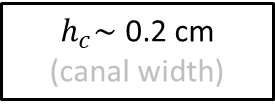 h_c ~ 0.2 cm
(canal width)